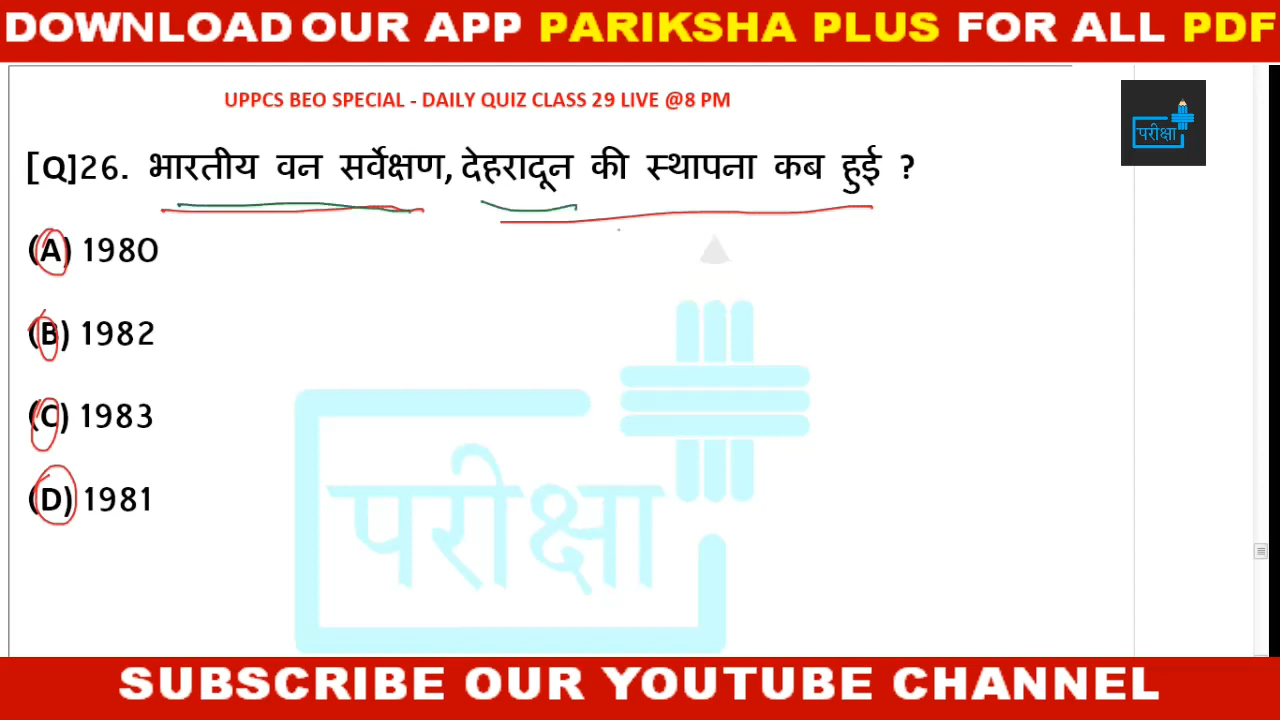 DOWNLOAD OUR APP PARIKSHA PLUS FOR ALL PDF
UPPCS BEO SPECIAL - DAILY QUIZ CLASS 29 LIVE @8 PM
परीक्षा
[Q]26. भारतीय वन सर्वेक्षण, देहरादून की स्थापना कब हुई ?
(A) 1980
(B) 1982
(C) 1983
(D) 1981
परीक्षा
SUBSCRIBE OUR YOUTUBE CHANNEL